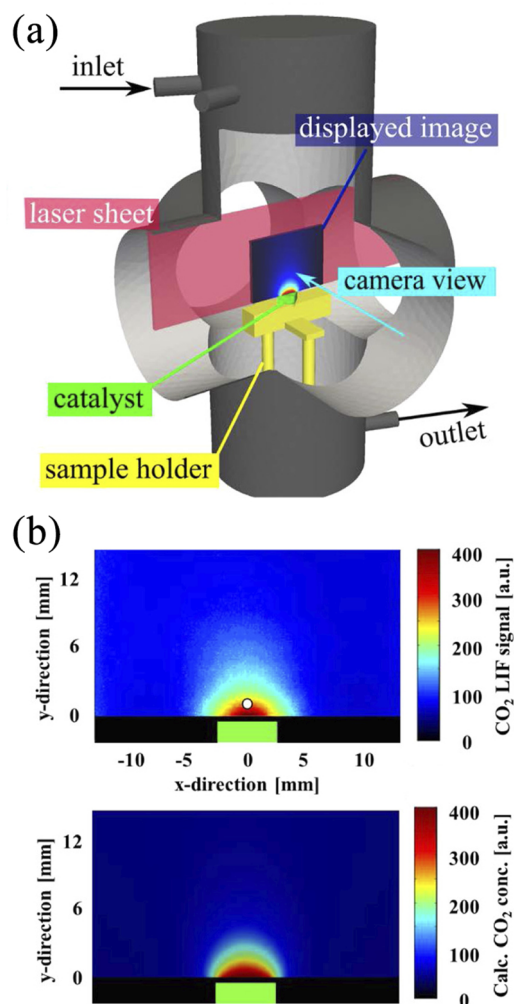 (a)
inlet
displayed image
laser sheet
camera view
catalyst
outlet
sample holder
(b)
y-direction [mm]
12
6
0
-10 -5 0 5 10
x-direction [mm]
400
300
200
100
0
CO₂ LIF signal [a.u.]
y-direction [mm]
12
6
0
400
300
200
100
0
Calc. CO₂ conc. [a.u.]